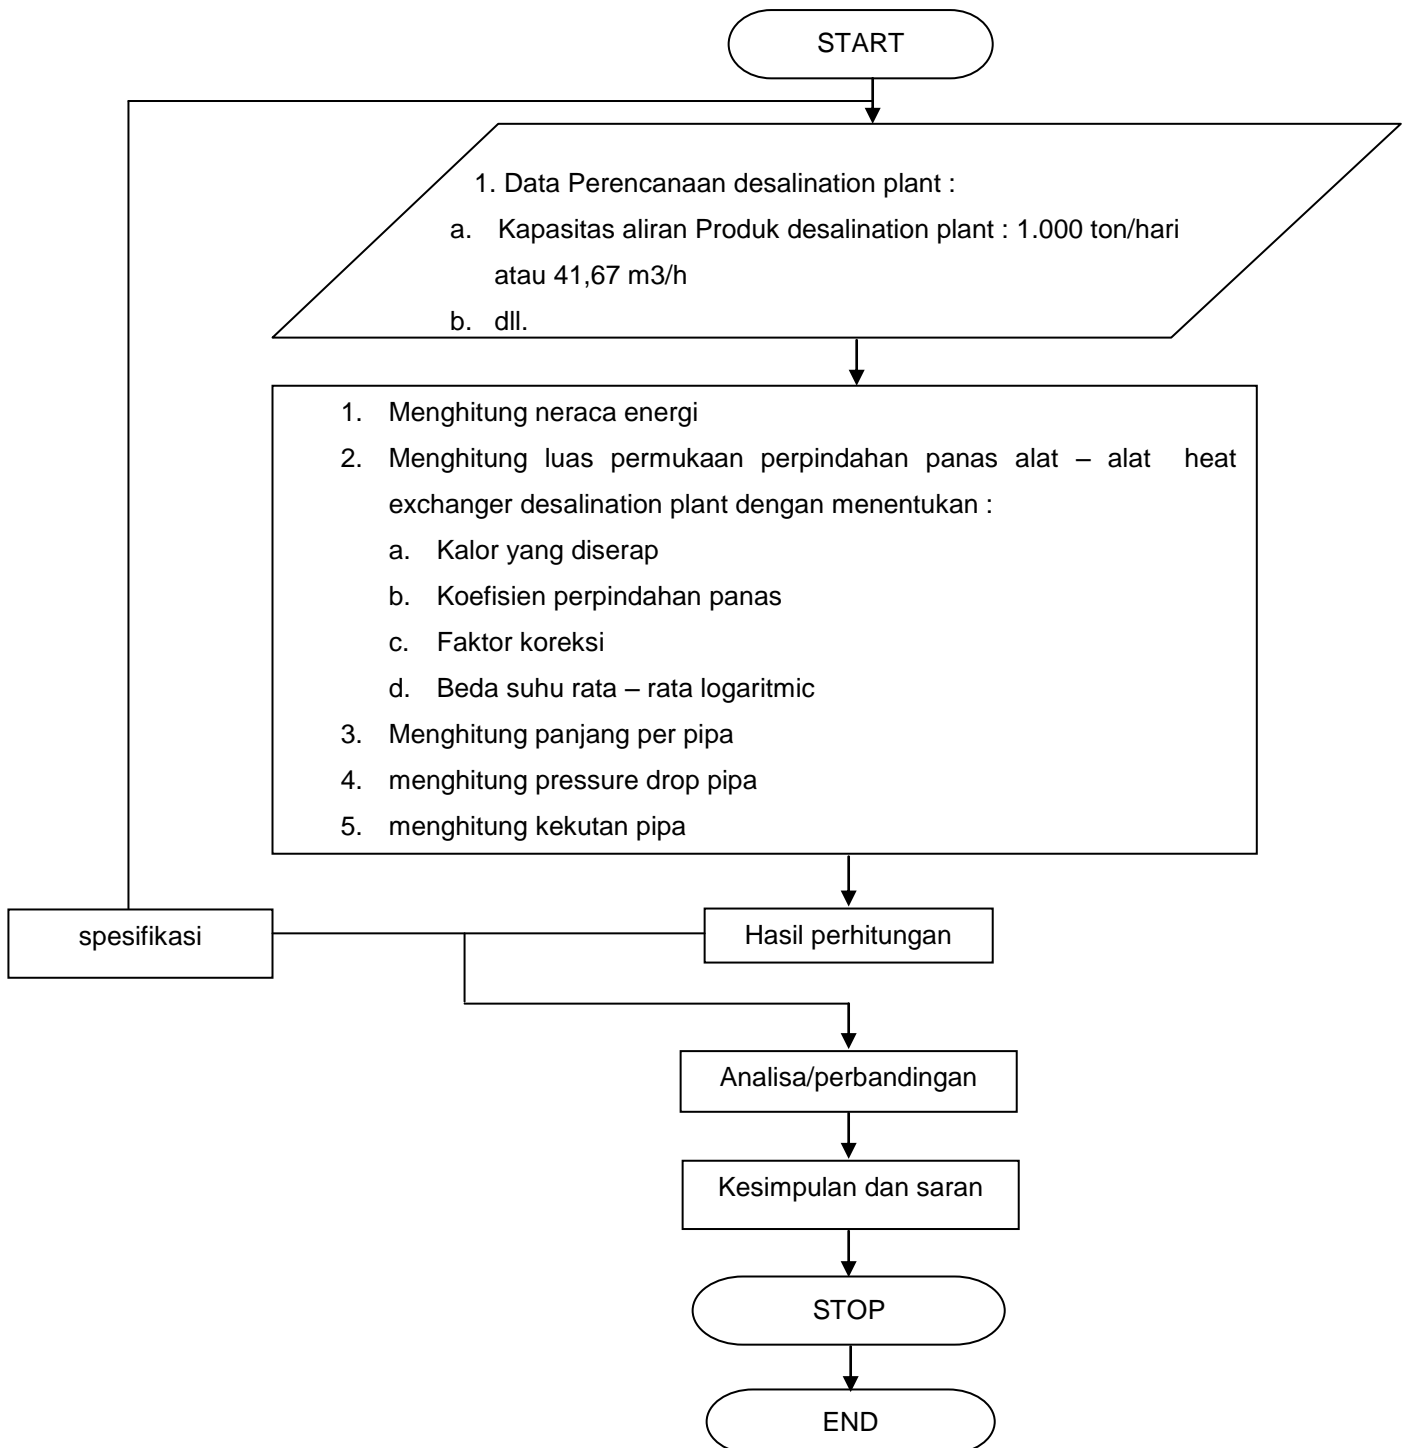 START
1. Data Perencanaan desalination plant :
a. Kapasitas aliran Produk desalination plant : 1.000 ton/hari
atau 41,67 m3/h
b. dll.
1. Menghitung neraca energi
2. Menghitung luas permukaan perpindahan panas alat – alat heat
exchanger desalination plant dengan menentukan :
a. Kalor yang diserap
b. Koefisien perpindahan panas
c. Faktor koreksi
d. Beda suhu rata – rata logaritmic
3. Menghitung panjang per pipa
4. menghitung pressure drop pipa
5. menghitung kekutan pipa
spesifikasi
Hasil perhitungan
Analisa/perbandingan
Kesimpulan dan saran
STOP
END